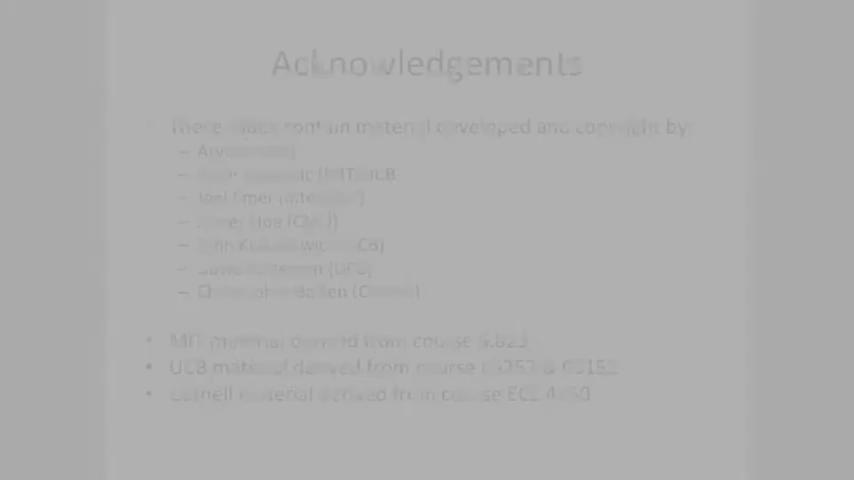 Acknowledgements
• These slides contain material developed and copyright by:
– Arvind (MIT)
– (MIT/UCB
– Joel Emer (Intel/MIT)
– James Hoe (CMU)
– John Kubiatowicz (UCB)
– David Patterson (UCB)
– Christopher Batten (Cornell)
• MIT material derived from course 6.823
• UCB material derived from course CS252 & CS152
• Cornell material derived from course ECE 4750